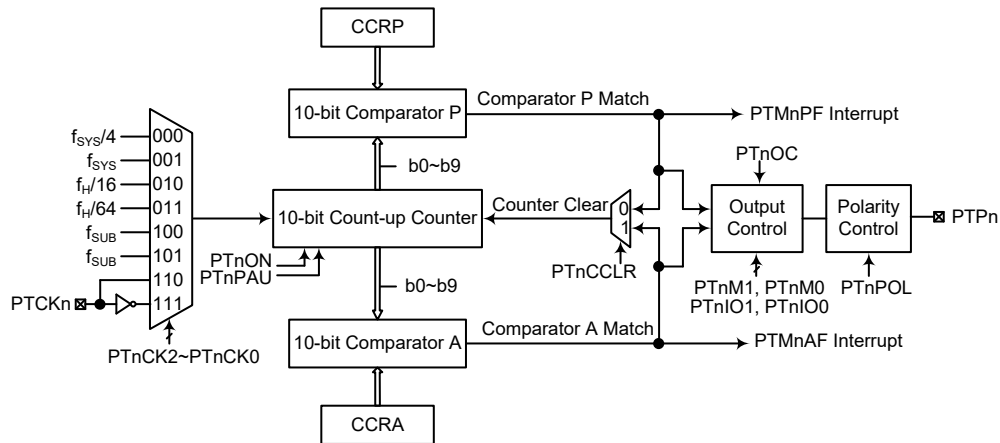 CCRP
10-bit Comparator P
Comparator P Match
PTMnPF Interrupt
b0~b9
fSYS/4 000
fSYS 001
fH/16 010
fH/64 011
fSUB 100
fSUB 101
110
111
PTCKn
PTnCK2~PTnCK0
10-bit Count-up Counter
PTnON
PTnPAU
Counter Clear
0
1
PTnCCLR
PTnOC
Output
Control
PTnM1, PTnM0
PTnIO1, PTnIO0
Polarity
Control
PTnPOL
PTPn
b0~b9
10-bit Comparator A
Comparator A Match
PTMnAF Interrupt
CCRA